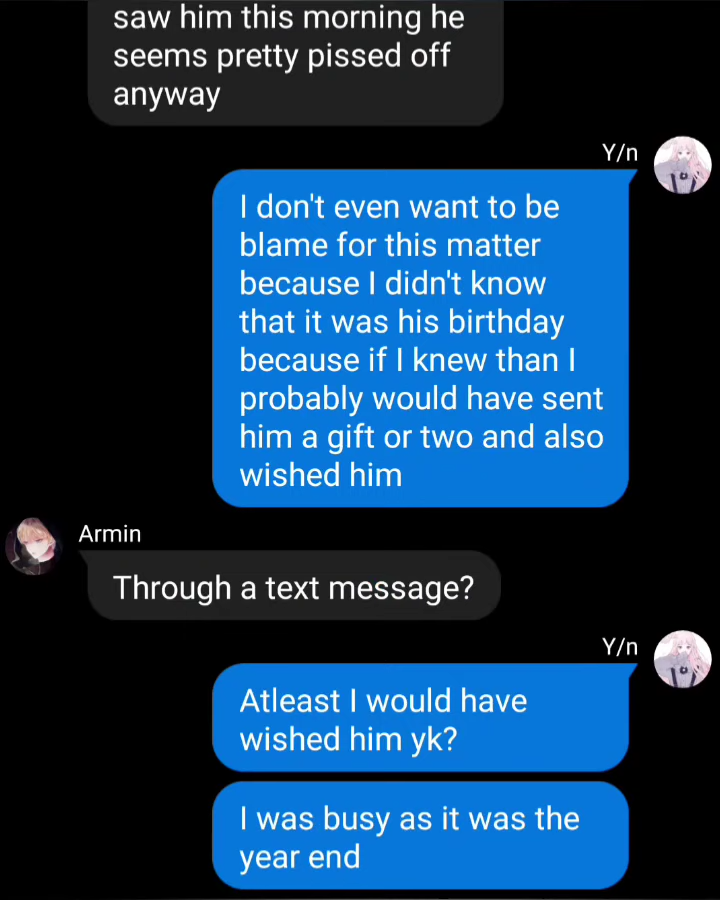 saw him this morning he
seems pretty pissed off
anyway
Y/n
I don't even want to be
blame for this matter
because I didn't know
that it was his birthday
because if I knew than I
probably would have sent
him a gift or two and also
wished him
Armin
Through a text message?
Y/n
Atleast I would have
wished him yk?
I was busy as it was the
year end